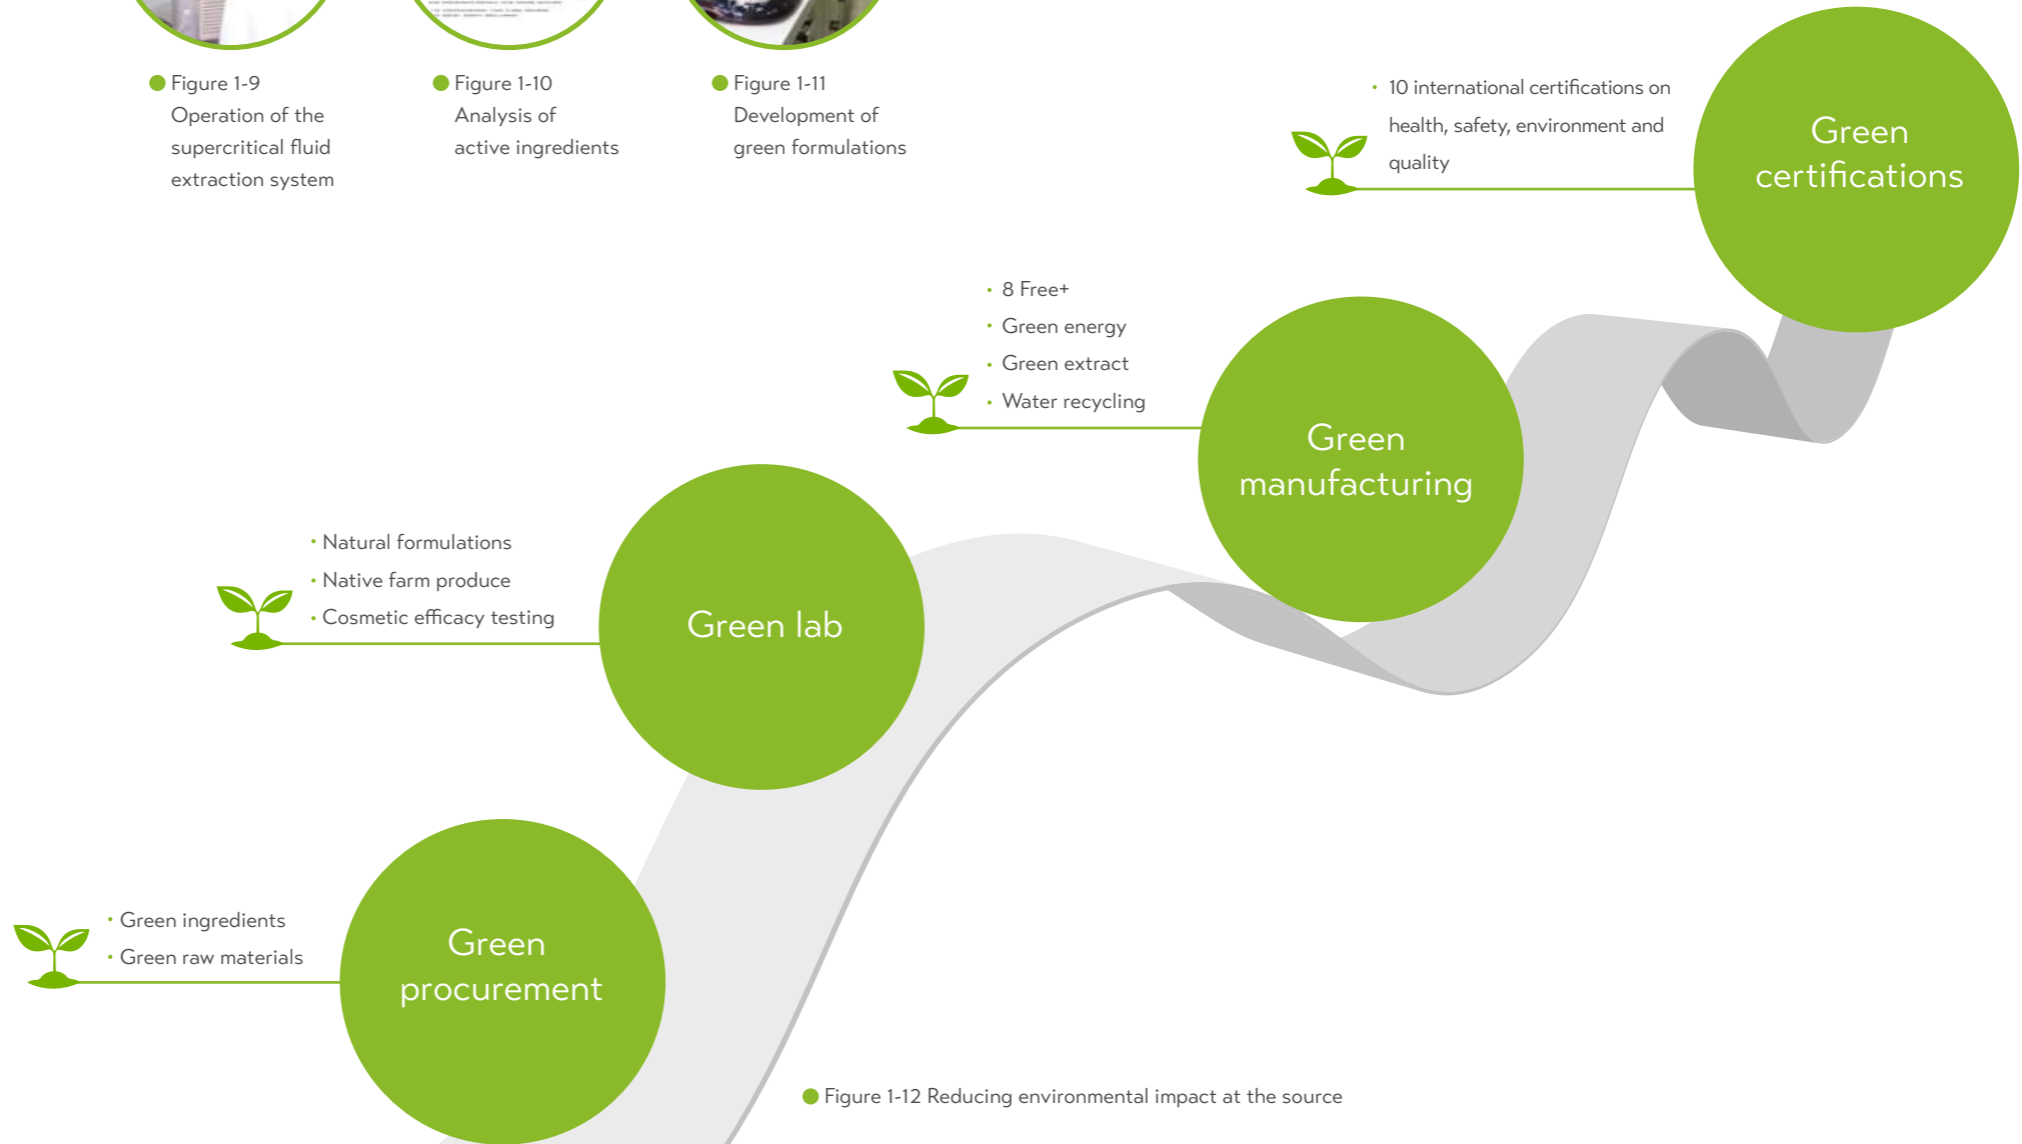 Figure 1-9
Operation of the
supercritical fluid
extraction system
Figure 1-10
Analysis of
active ingredients
Figure 1-11
Development of
green formulations
• 10 international certifications on
health, safety, environment and
quality
Green
certifications
• 8 Free+
• Green energy
• Green extract
• Water recycling
Green
manufacturing
• Natural formulations
• Native farm produce
• Cosmetic efficacy testing
Green lab
• Green ingredients
• Green raw materials
Green
procurement
Figure 1-12 Reducing environmental impact at the source